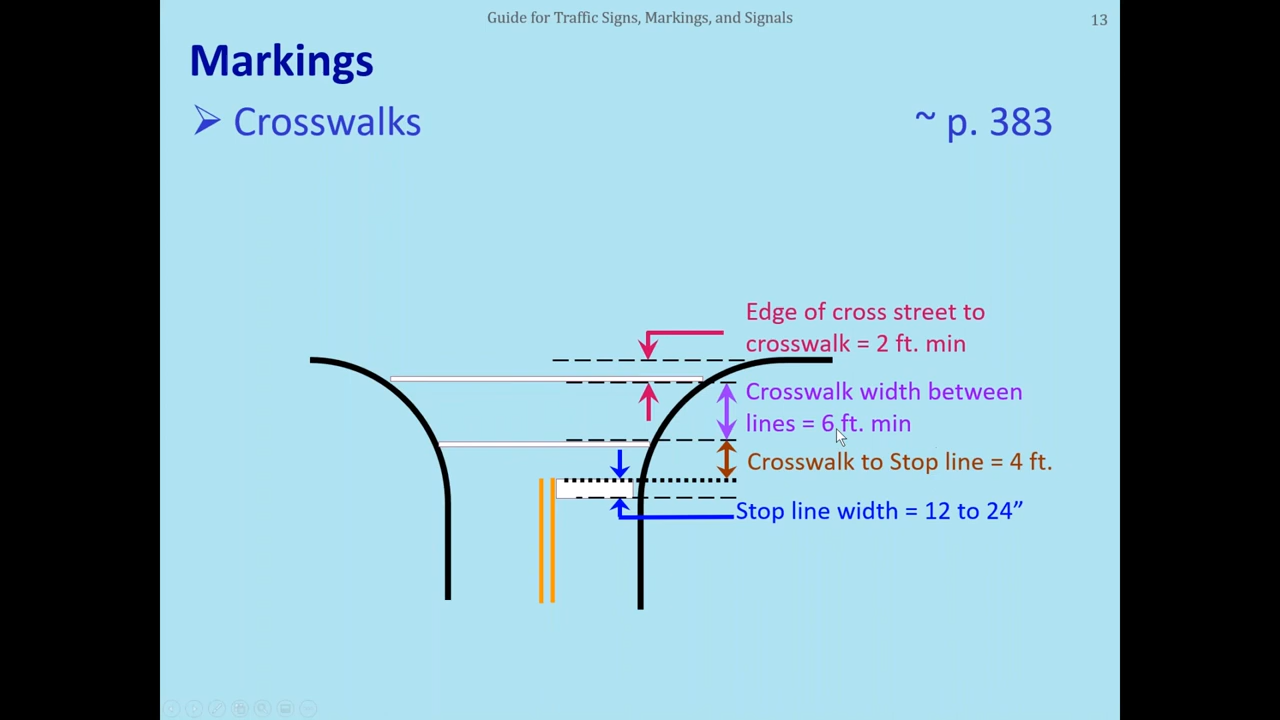 Guide for Traffic Signs, Markings, and Signals
13
Markings
Crosswalks
~ p. 383
Edge of cross street to
crosswalk = 2 ft. min
Crosswalk width between
lines = 6 ft. min
Crosswalk to Stop line = 4 ft.
Stop line width = 12 to 24”